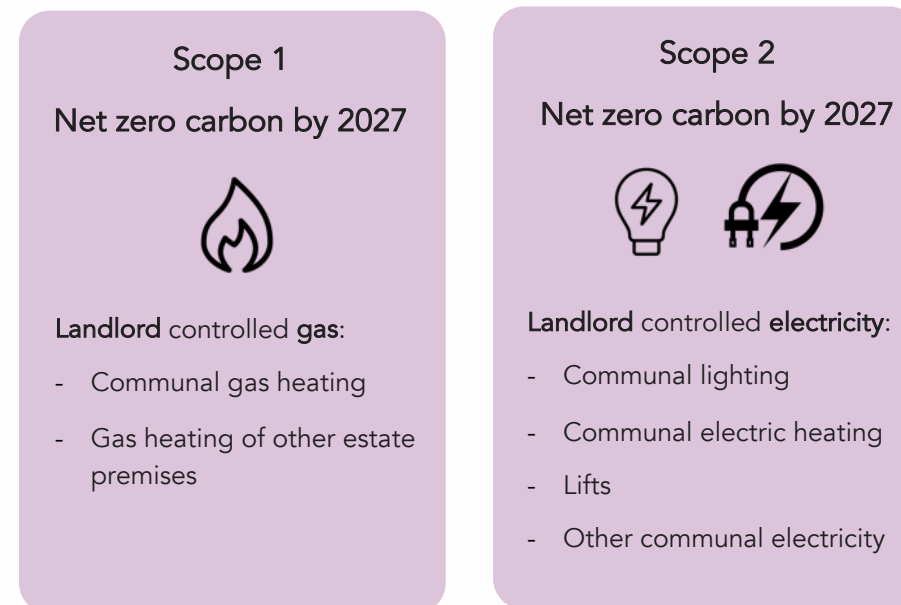 Scope 1
Net zero carbon by 2027
Landlord controlled gas:
- Communal gas heating
- Gas heating of other estate
premises
Scope 2
Net zero carbon by 2027
Landlord controlled electricity:
- Communal lighting
- Communal electric heating
- Lifts
- Other communal electricity